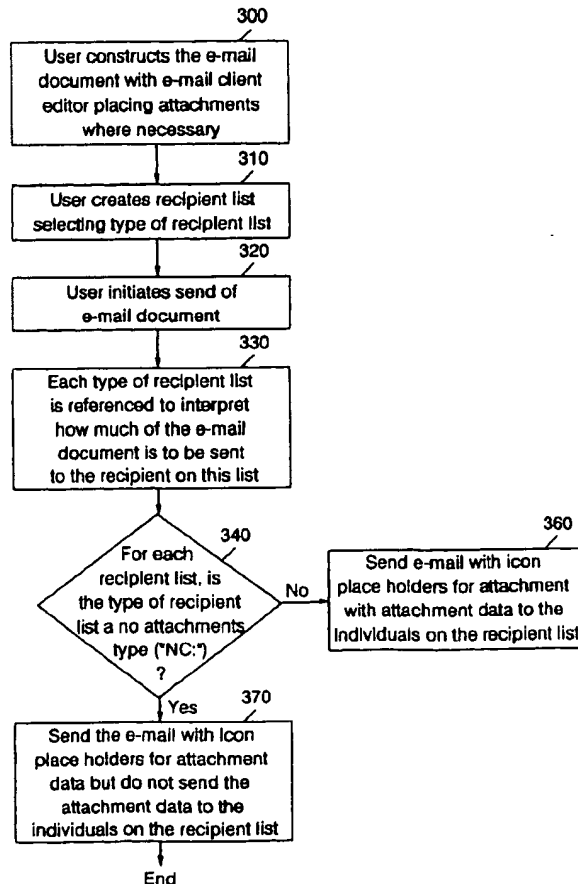 300
User constructs the e-mail
document with e-mail client
editor placing attachments
where necessary
310
User creates recipient list
selecting type of recipient list
320
User initiates send of
e-mail document
330
Each type of recipient list
is referenced to interpret
how much of the e-mail
document is to be sent
to the recipient on this list
340
For each
recipient list, is
the type of recipient
list a no attachments
type ("NC:")
?
No
360
Send e-mail with icon
place holders for attachment
with attachment data to the
individuals on the recipient list
Yes
370
Send the e-mail with icon
place holders for attachment
data but do not send the
attachment data to the
individuals on the recipient list
End